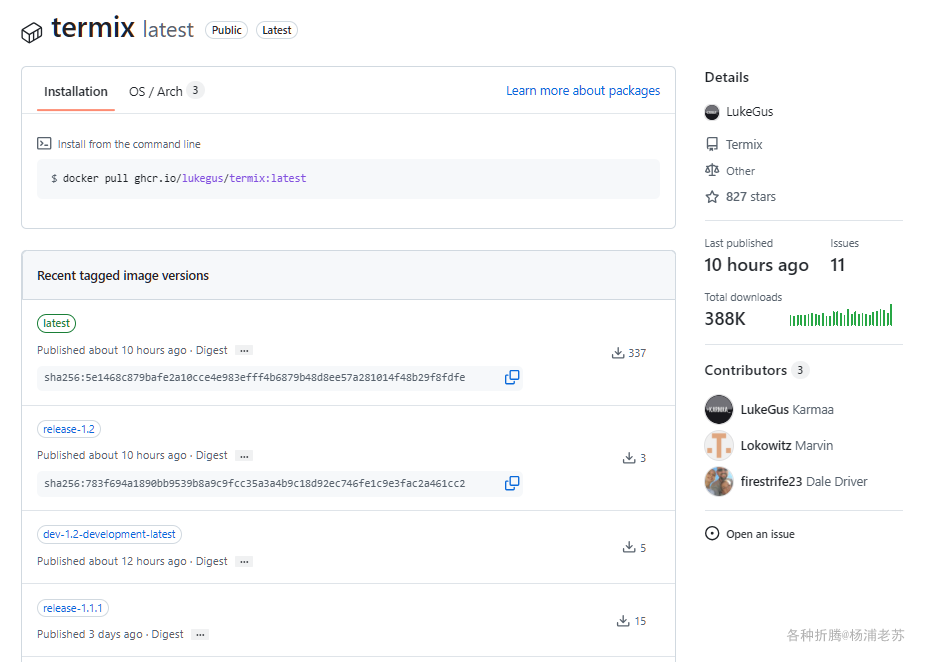 termix latest Public Latest
Installation OS / Arch 3 Learn more about packages
Install from the command line
$ docker pull ghcr.io/lukegus/termix:latest
Recent tagged image versions
latest
Published about 10 hours ago · Digest ...
337
sha256:5e1468c879bafe2a10cce4e983efff4b6879b48d8ee57a281014f48b29f8fdfe
release-1.2
Published about 10 hours ago · Digest ...
3
sha256:783f694a1890bb9539b8a9c9fcc35a3a4b9c18d92ec746fe1c9e3fac2a461cc2
dev-1.2-development-latest
Published about 12 hours ago · Digest ...
5
release-1.1.1
Published 3 days ago · Digest ...
15
Details
LukeGus
Termix
Other
827 stars
Last published Issues
10 hours ago 11
Total downloads
388K
Contributors 3
LukeGus Karmaa
Lokowitz Marvin
firestrife23 Dale Driver
Open an issue
各种折腾@杨浦老苏